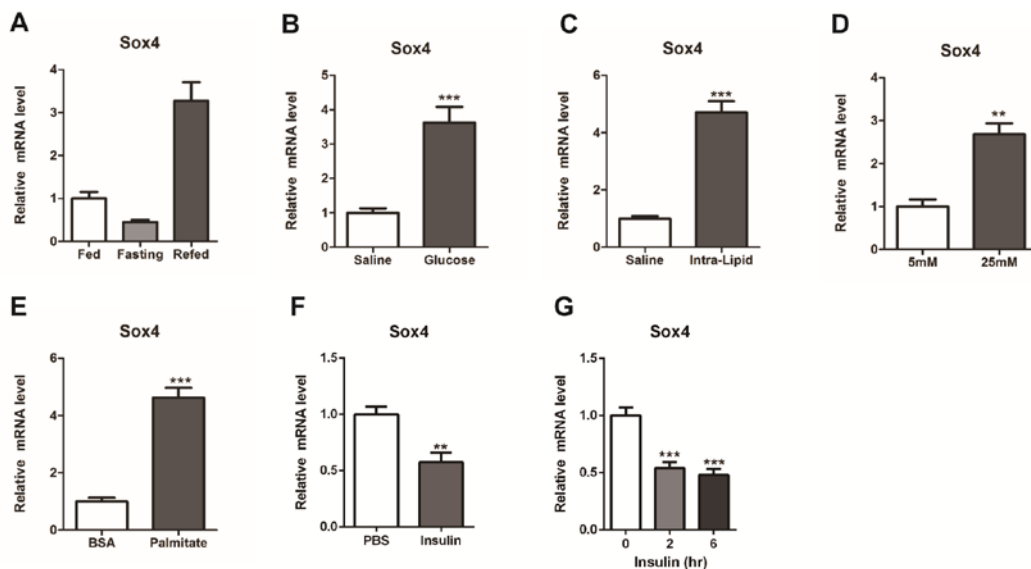 A
Sox4
Relative mRNA level
4
3
2
1
0
Fed Fasting Refed
B
Sox4
Relative mRNA level
5
4
3
2
1
0
***
Saline Glucose
C
Sox4
Relative mRNA level
6
4
2
0
***
Saline Intra-Lipid
D
Sox4
Relative mRNA level
4
3
2
1
0
**
5mM 25mM
E
Sox4
Relative mRNA level
6
4
2
0
***
BSA Palmitate
F
Sox4
Relative mRNA level
1.5
1.0
0.5
0.0
**
PBS Insulin
G
Sox4
Relative mRNA level
1.5
1.0
0.5
0.0
*** ***
0 2 6
Insulin (hr)